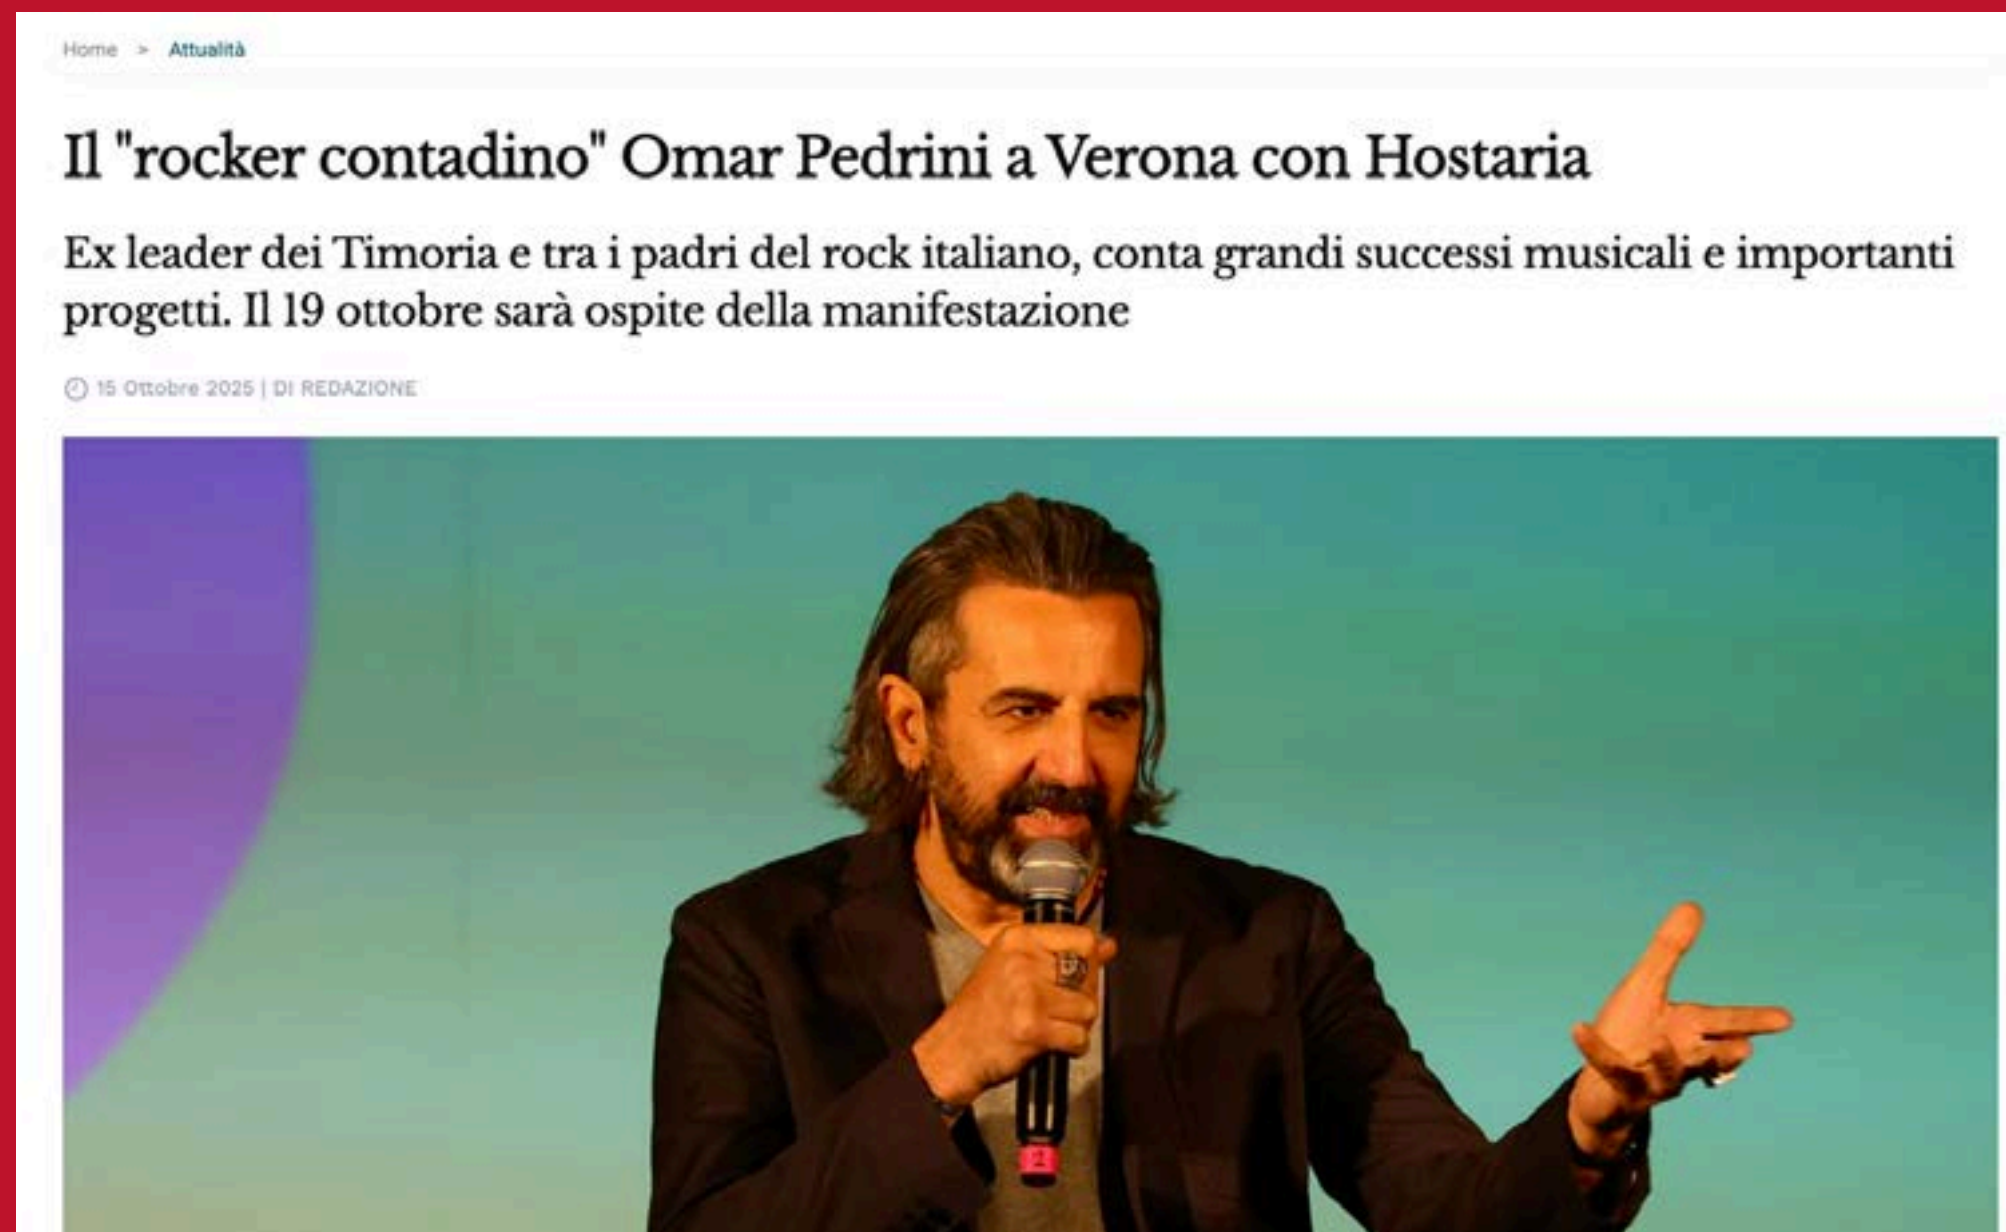 Home > Attualità
Il "rocker contadino" Omar Pedrini a Verona con Hostaria
Ex leader dei Timoria e tra i padri del rock italiano, conta grandi successi musicali e importanti
progetti. Il 19 ottobre sarà ospite della manifestazione
15 Ottobre 2025 | DI REDAZIONE
2